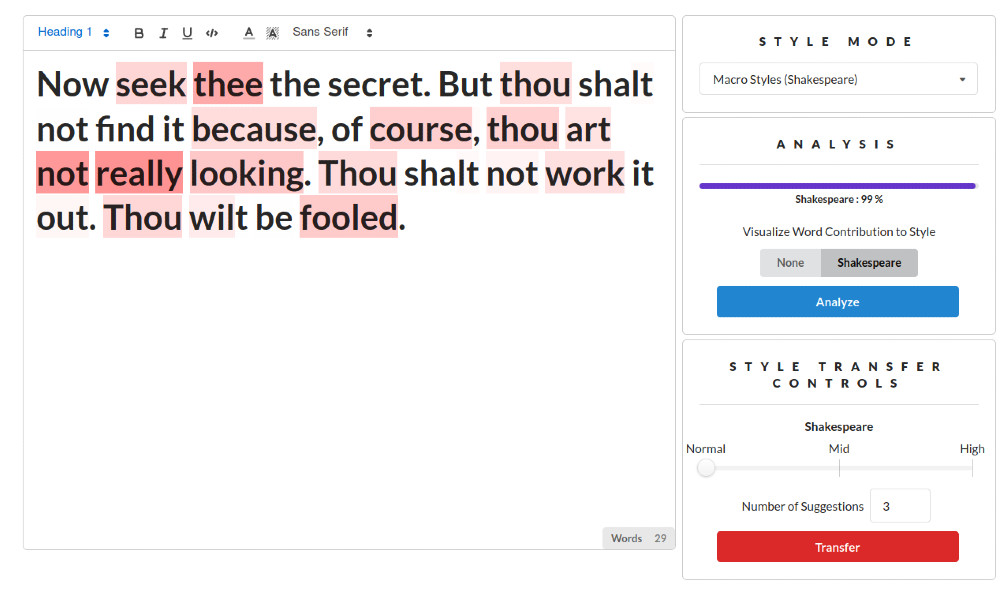 Heading 1 B I U </> A A Sans Serif
Now seek thee the secret. But thou shalt
not find it because, of course, thou art
not really looking. Thou shalt not work it
out. Thou wilt be fooled.
Words 29
STYLE MODE
Macro Styles (Shakespeare)
ANALYSIS
Shakespeare : 99 %
Visualize Word Contribution to Style
None Shakespeare
Analyze
STYLE TRANSFER
CONTROLS
Shakespeare
Normal Mid High
Number of Suggestions 3
Transfer